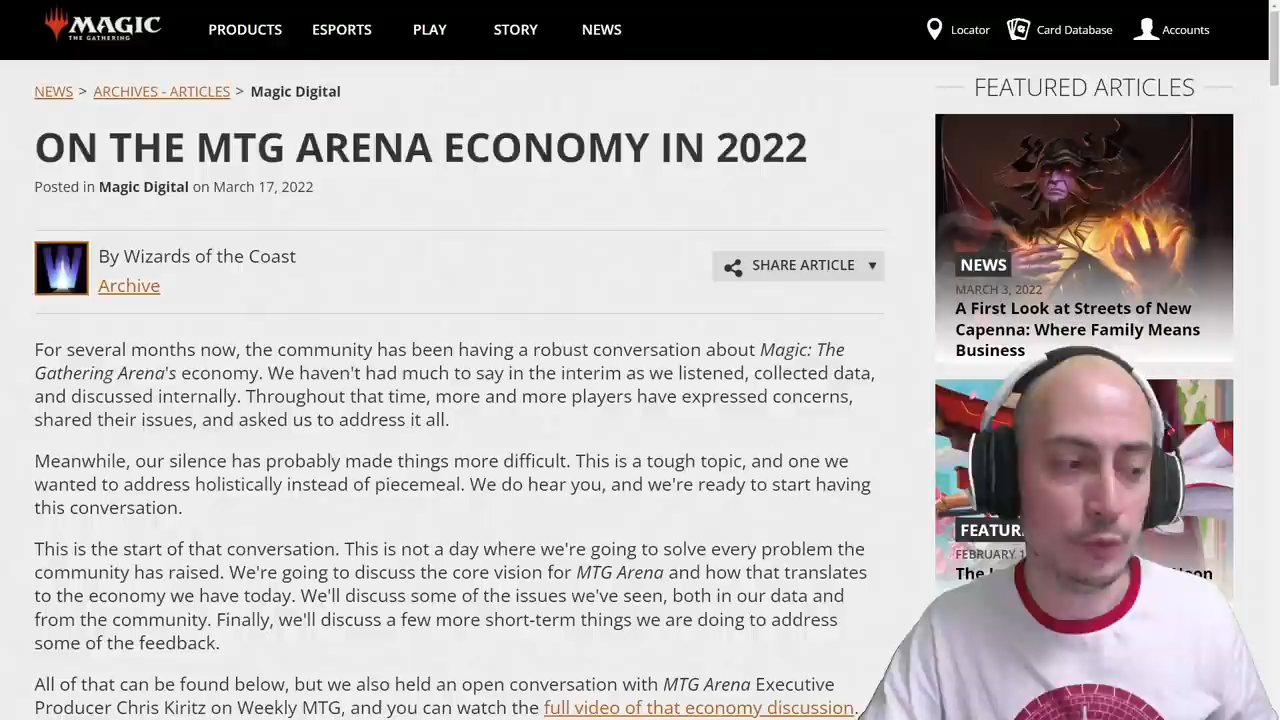 MAGIC
THE GATHERING
PRODUCTS
ESPORTS
PLAY
STORY
NEWS
Locator
Card Database
Accounts
NEWS > ARCHIVES - ARTICLES > Magic Digital
ON THE MTG ARENA ECONOMY IN 2022
Posted in Magic Digital on March 17, 2022
By Wizards of the Coast
Archive
SHARE ARTICLE ▼
For several months now, the community has been having a robust conversation about Magic: The
Gathering Arena's economy. We haven't had much to say in the interim as we listened, collected data,
and discussed internally. Throughout that time, more and more players have expressed concerns,
shared their issues, and asked us to address it all.
Meanwhile, our silence has probably made things more difficult. This is a tough topic, and one we
wanted to address holistically instead of piecemeal. We do hear you, and we're ready to start having
this conversation.
This is the start of that conversation. This is not a day where we're going to solve every problem the
community has raised. We're going to discuss the core vision for MTG Arena and how that translates
to the economy we have today. We'll discuss some of the issues we've seen, both in our data and
from the community. Finally, we'll discuss a few more short-term things we are doing to address
some of the feedback.
All of that can be found below, but we also held an open conversation with MTG Arena Executive
Producer Chris Kiritz on Weekly MTG, and you can watch the full video of that economy discussion.
FEATURED ARTICLES
NEWS
MARCH 3, 2022
A First Look at Streets of New
Capenna: Where Family Means
Business
FEATUR
FEBRUARY 1
The